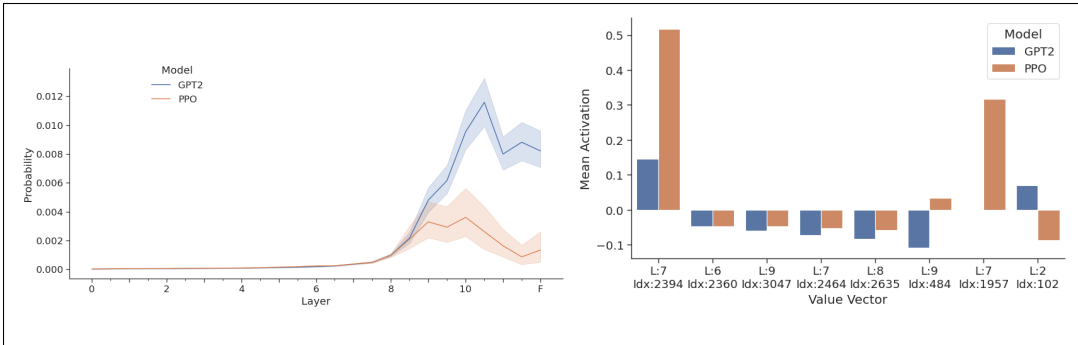 Model
GPT2
PPO
0.012
0.010
0.008
0.006
0.004
0.002
0.000
Probability
0 2 4 6 8 10 F
Layer
Model
GPT2
PPO
0.5
0.4
0.3
0.2
0.1
0.0
−0.1
Mean Activation
L:7 L:6 L:9 L:7 L:8 L:9 L:7 L:2
Idx:2394 Idx:2360 Idx:3047 Idx:2464 Idx:2635 Idx:484 Idx:1957 Idx:102
Value Vector